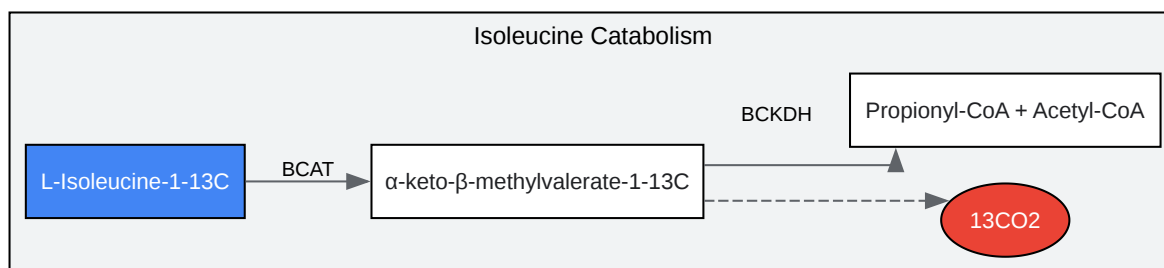 Isoleucine Catabolism
BCKDH
Propionyl-CoA + Acetyl-CoA
L-Isoleucine-1-13C
BCAT
α-keto-β-methylvalerate-1-13C
13CO2